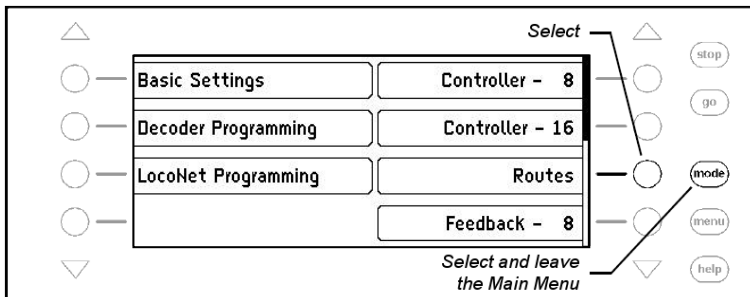 Select
stop
Basic Settings Controller - 8
go
Decoder Programming Controller - 16
LocoNet Programming Routes
mode
Feedback - 8
menu
Select and leave
the Main Menu
help